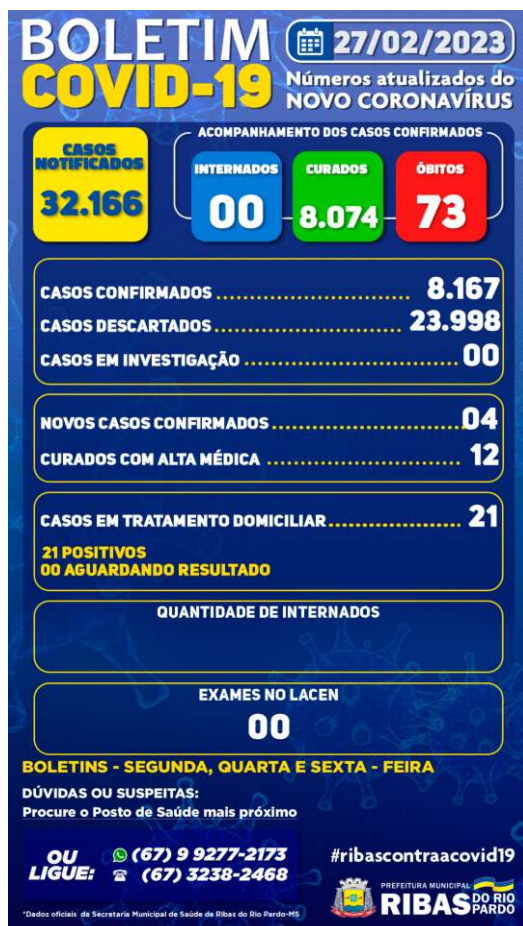 BOLETIM
27/02/2023
COVID-19
Números atualizados do
NOVO CORONAVÍRUS
CASOS
NOTIFICADOS
32.166
ACOMPANHAMENTO DOS CASOS CONFIRMADOS
INTERNADOS
00
CURADOS
8.074
ÓBITOS
73
CASOS CONFIRMADOS ................................ 8.167
CASOS DESCARTADOS ............................... 23.998
CASOS EM INVESTIGAÇÃO ..................................... 00
NOVOS CASOS CONFIRMADOS ............................... 04
CURADOS COM ALTA MÉDICA ................................ 12
CASOS EM TRATAMENTO DOMICILIAR ...................... 21
21 POSITIVOS
00 AGUARDANDO RESULTADO
QUANTIDADE DE INTERNADOS
EXAMES NO LACEN
00
BOLETINS - SEGUNDA, QUARTA E SEXTA - FEIRA
DÚVIDAS OU SUSPEITAS:
Procure o Posto de Saúde mais próximo
OU
LIGUE:
(67) 9 9277-2173
(67) 3238-2468
#ribascontraacovid19
PREFEITURA MUNICIPAL
RIBAS DO RIO
PARDO
*Dados oficiais da Secretaria Municipal de Saúde de Ribas do Rio Pardo-MS